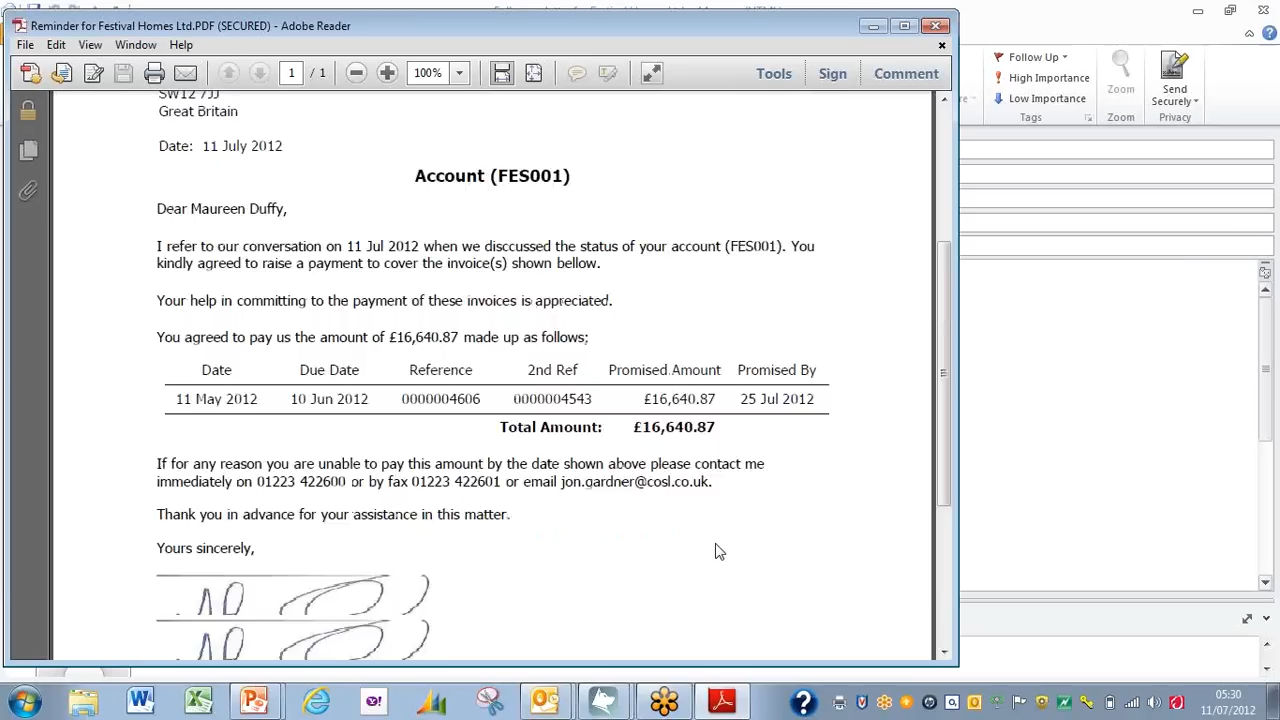 Reminder for Festival Homes Ltd.PDF (SECURED) - Adobe Reader
File Edit View Window Help
1 / 1 100% Tools Sign Comment
Follow Up
High Importance
Low Importance
Tags
Zoom
Zoom
Send
Securely
Privacy
SW12 7JJ
Great Britain
Date: 11 July 2012
Account (FES001)
Dear Maureen Duffy,
I refer to our conversation on 11 Jul 2012 when we disccussed the status of your account (FES001). You
kindly agreed to raise a payment to cover the invoice(s) shown bellow.
Your help in committing to the payment of these invoices is appreciated.
You agreed to pay us the amount of £16,640.87 made up as follows;
Date Due Date Reference 2nd Ref Promised Amount Promised By
11 May 2012 10 Jun 2012 0000004606 0000004543 £16,640.87 25 Jul 2012
Total Amount: £16,640.87
If for any reason you are unable to pay this amount by the date shown above please contact me
immediately on 01223 422600 or by fax 01223 422601 or email jon.gardner@cosl.co.uk.
Thank you in advance for your assistance in this matter.
Yours sincerely,
05:30
11/07/2012